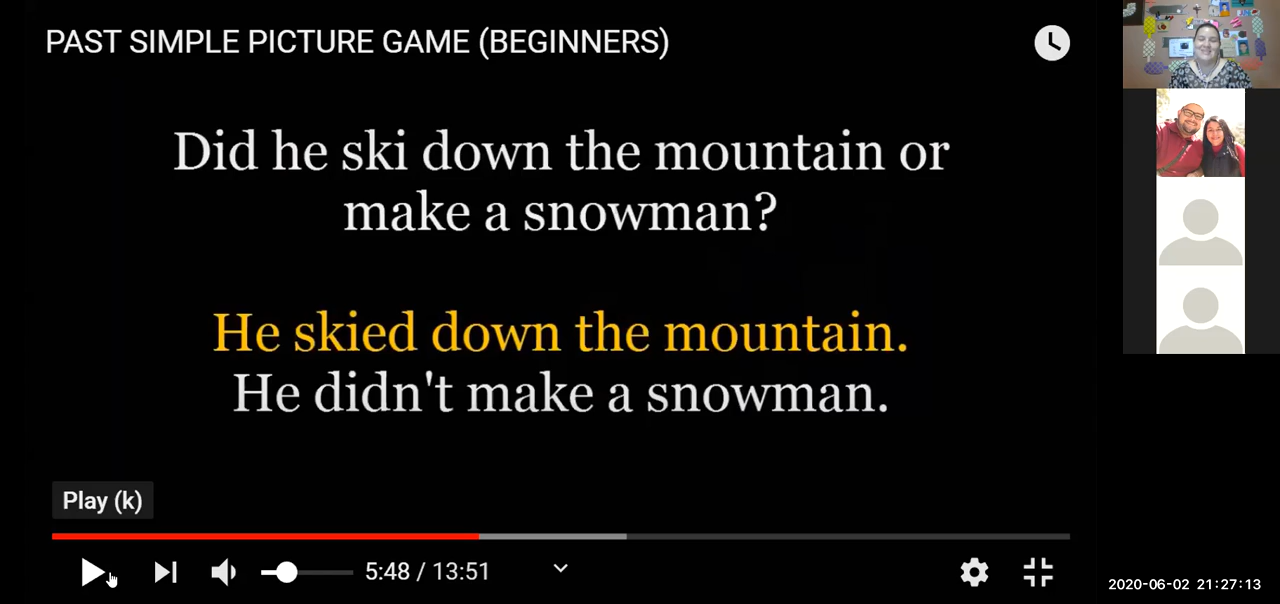 PAST SIMPLE PICTURE GAME (BEGINNERS)
Did he ski down the mountain or
make a snowman?
He skied down the mountain.
He didn't make a snowman.
Play (k)
5:48 / 13:51
2020-06-02 21:27:13